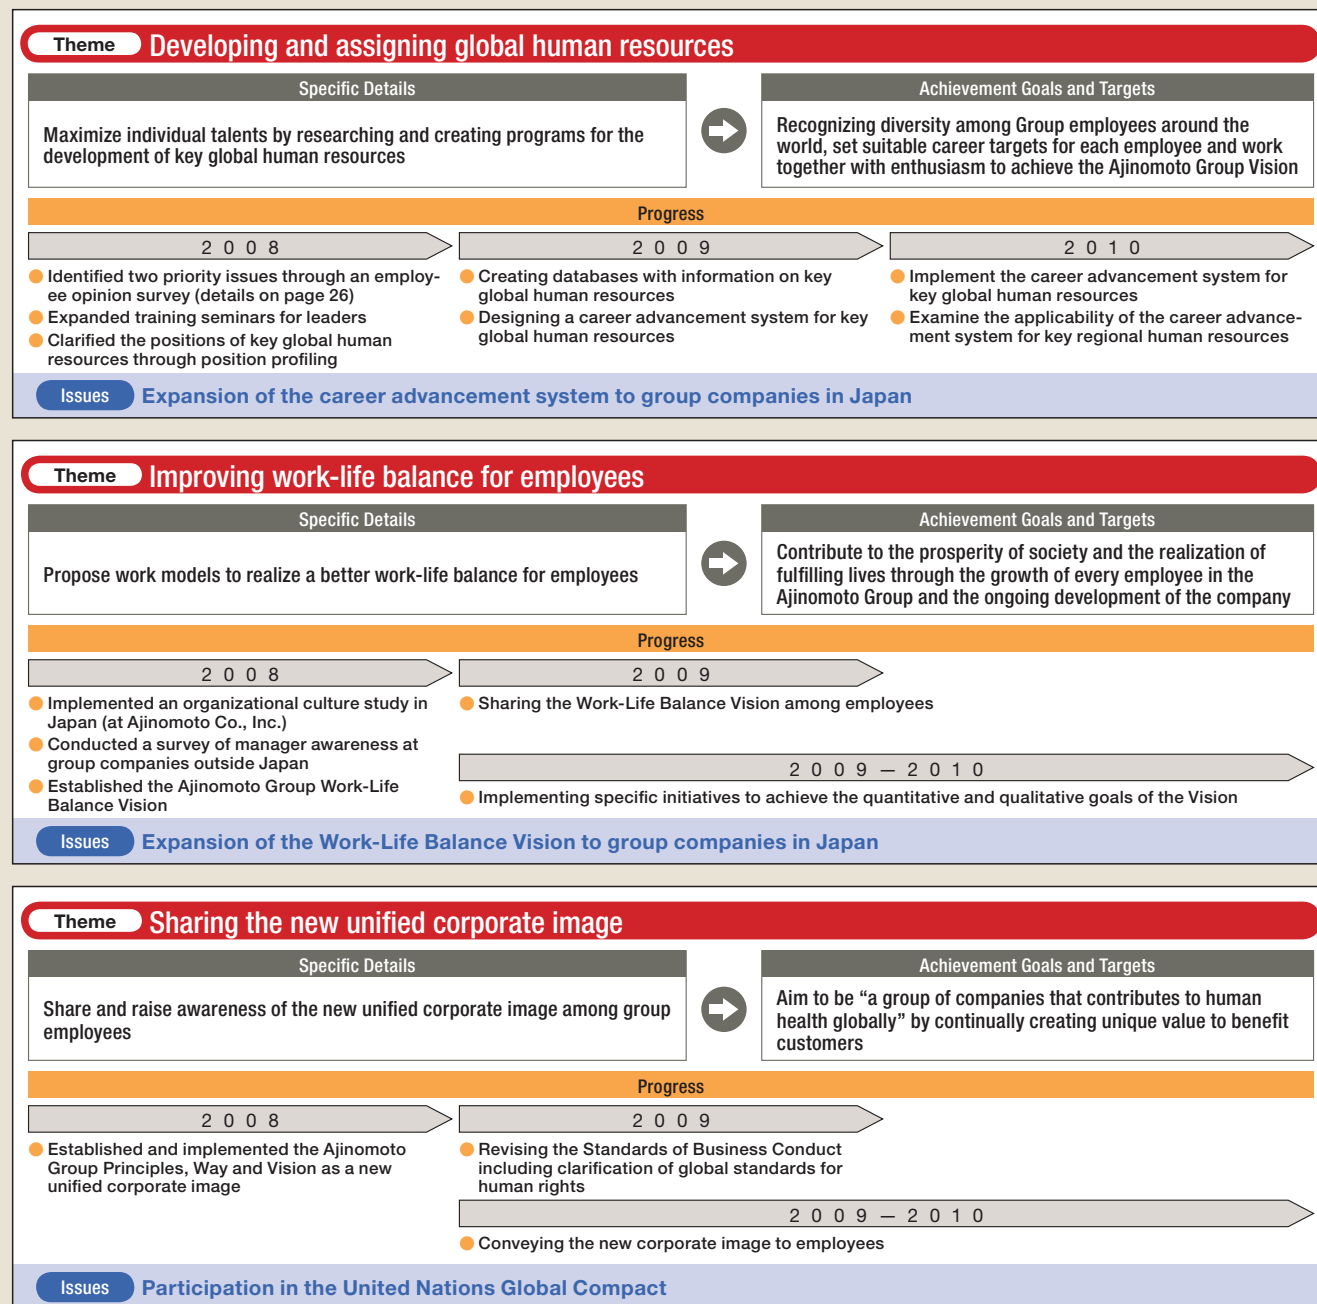 Theme Developing and assigning global human resources
Specific Details
Maximize individual talents by researching and creating programs for the
development of key global human resources
Achievement Goals and Targets
Recognizing diversity among Group employees around the
world, set suitable career targets for each employee and work
together with enthusiasm to achieve the Ajinomoto Group Vision
Progress
2008
● Identified two priority issues through an employ-
ee opinion survey (details on page 26)
● Expanded training seminars for leaders
● Clarified the positions of key global human
resources through position profiling
2009
● Creating databases with information on key
global human resources
● Designing a career advancement system for key
global human resources
2010
● Implement the career advancement system for
key global human resources
● Examine the applicability of the career advance-
ment system for key regional human resources
Issues Expansion of the career advancement system to group companies in Japan
Theme Improving work-life balance for employees
Specific Details
Propose work models to realize a better work-life balance for employees
Achievement Goals and Targets
Contribute to the prosperity of society and the realization of
fulfilling lives through the growth of every employee in the
Ajinomoto Group and the ongoing development of the company
Progress
2008
● Implemented an organizational culture study in
Japan (at Ajinomoto Co., Inc.)
● Conducted a survey of manager awareness at
group companies outside Japan
● Established the Ajinomoto Group Work-Life
Balance Vision
2009
● Sharing the Work-Life Balance Vision among employees
2009—2010
● Implementing specific initiatives to achieve the quantitative and qualitative goals of the Vision
Issues Expansion of the Work-Life Balance Vision to group companies in Japan
Theme Sharing the new unified corporate image
Specific Details
Share and raise awareness of the new unified corporate image among group
employees
Achievement Goals and Targets
Aim to be “a group of companies that contributes to human
health globally” by continually creating unique value to benefit
customers
Progress
2008
● Established and implemented the Ajinomoto
Group Principles, Way and Vision as a new
unified corporate image
2009
● Revising the Standards of Business Conduct
including clarification of global standards for
human rights
2009—2010
● Conveying the new corporate image to employees
Issues Participation in the United Nations Global Compact